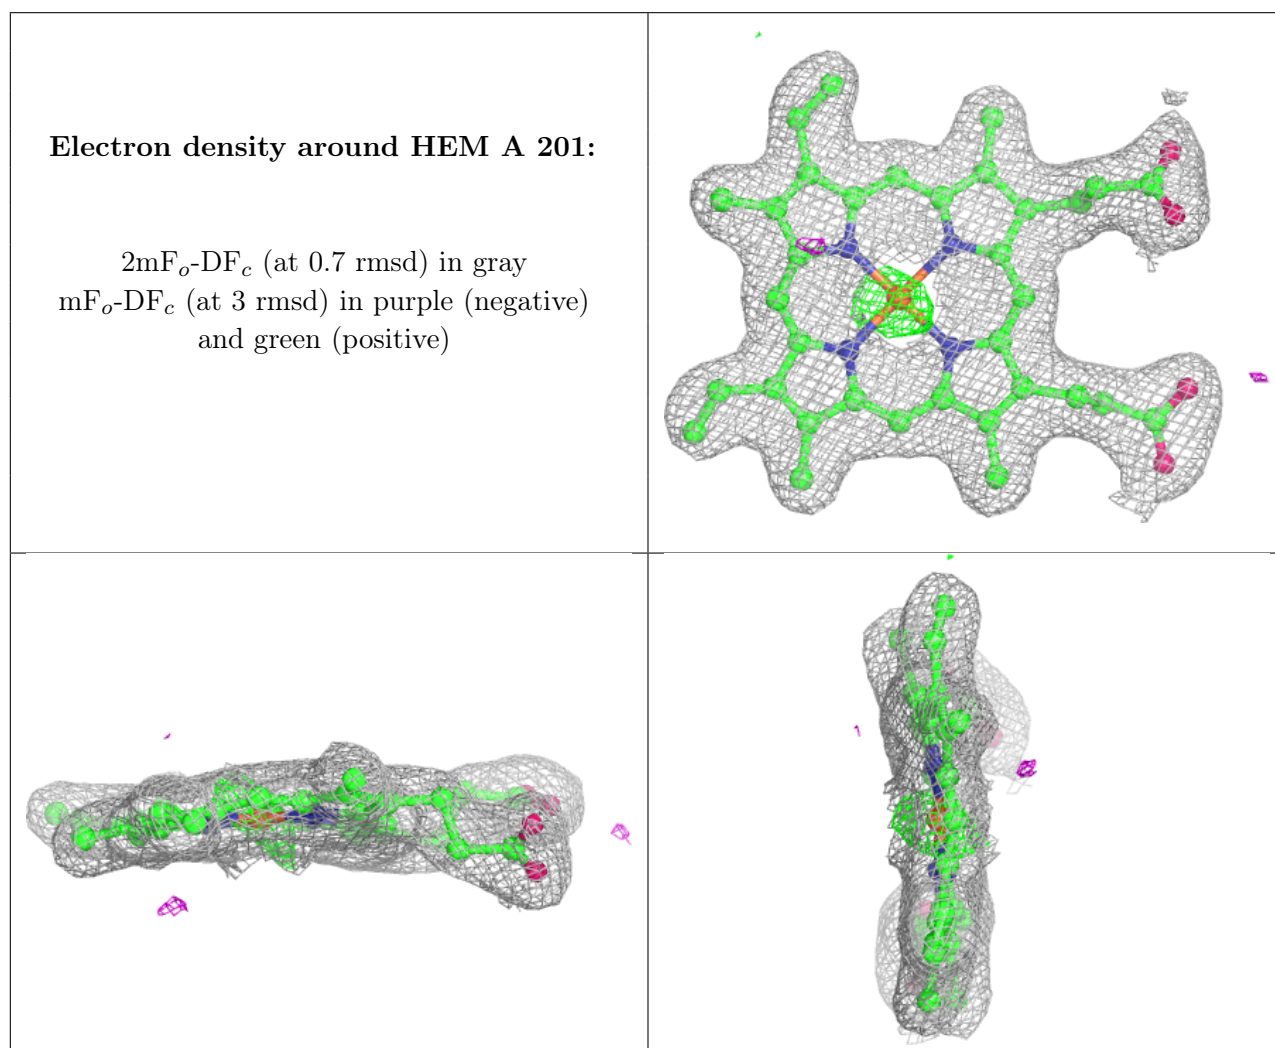 Electron density around HEM A 201:
2mFo-DFc (at 0.7 rmsd) in gray
mFo-DFc (at 3 rmsd) in purple (negative)
and green (positive)